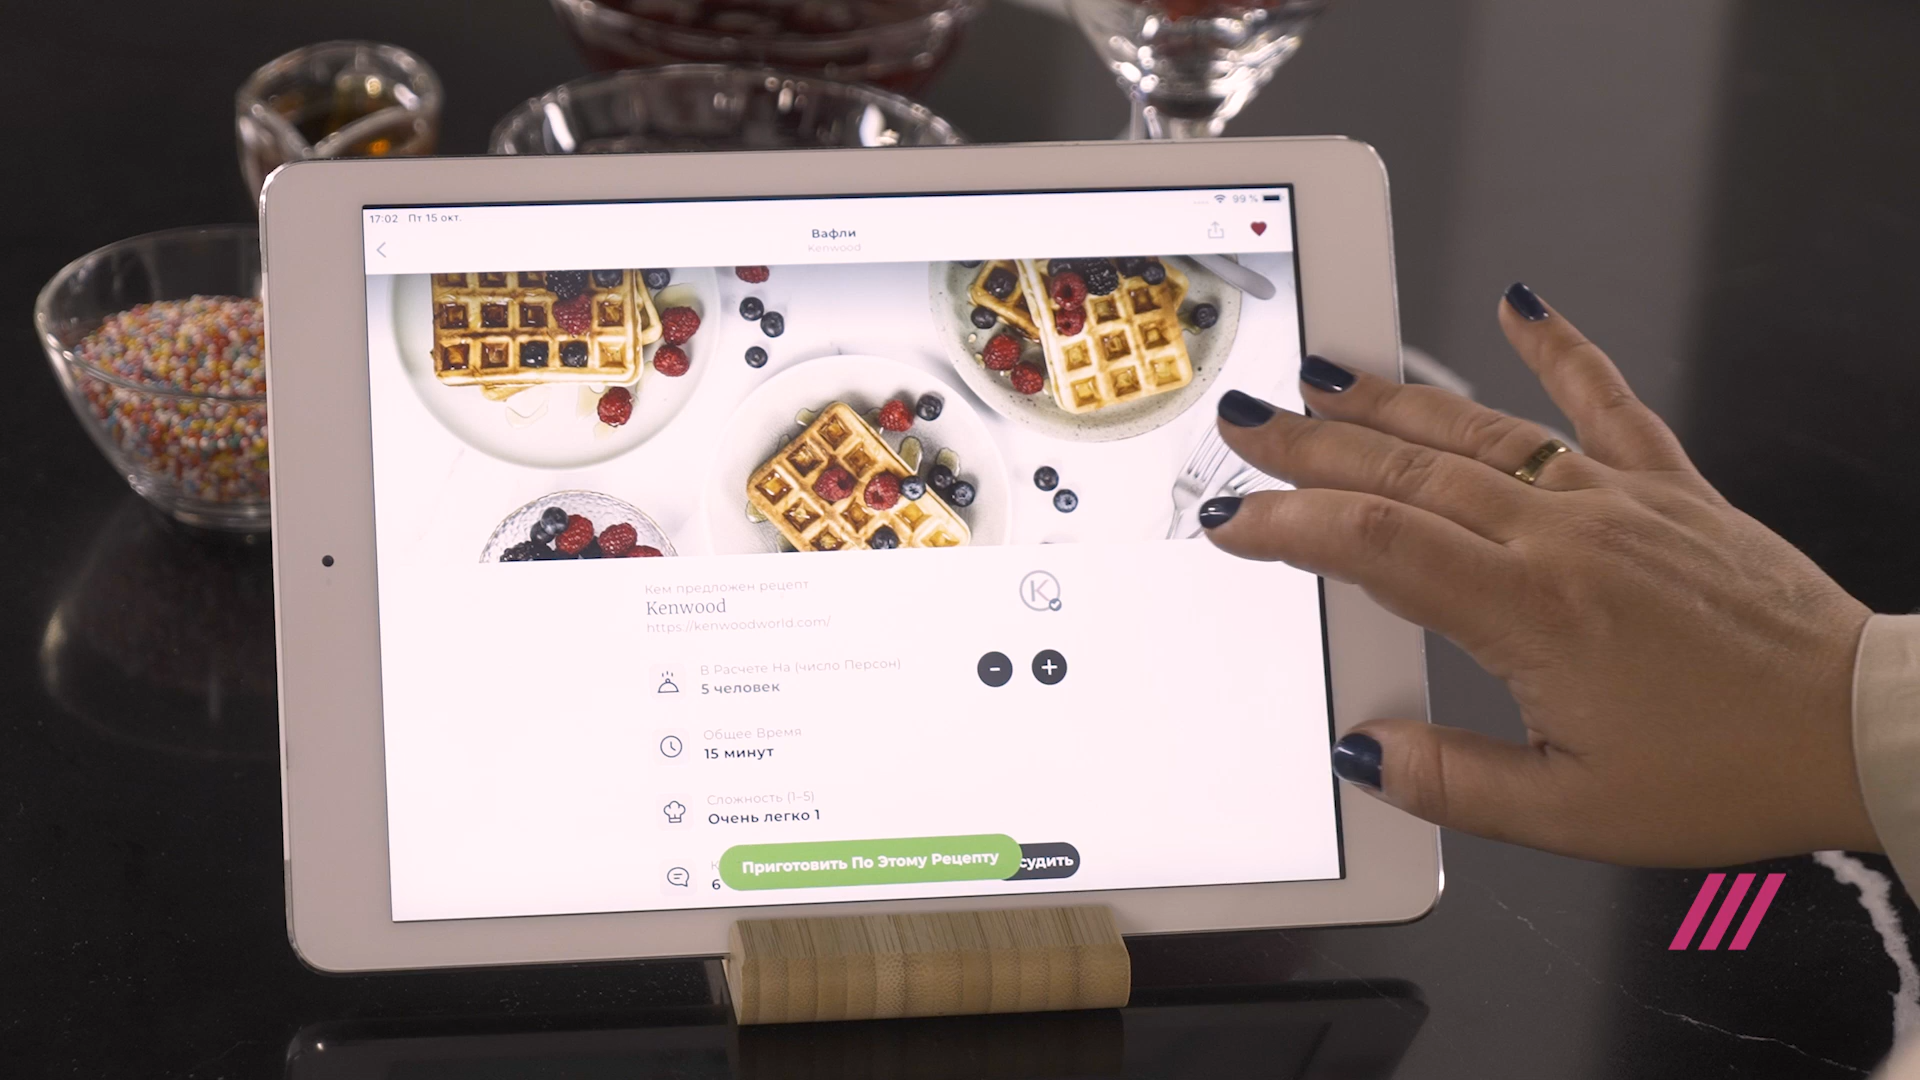 17:02 Пт 15 окт.
99 %
Вафли
Kenwood
Кем предложен рецепт
Kenwood
https://kenwoodworld.com/
K
В Расчете На (число Персон)
5 человек
- +
Общее Время
15 минут
Сложность (1–5)
Очень легко 1
К
6
Приготовить По Этому Рецепту
судить